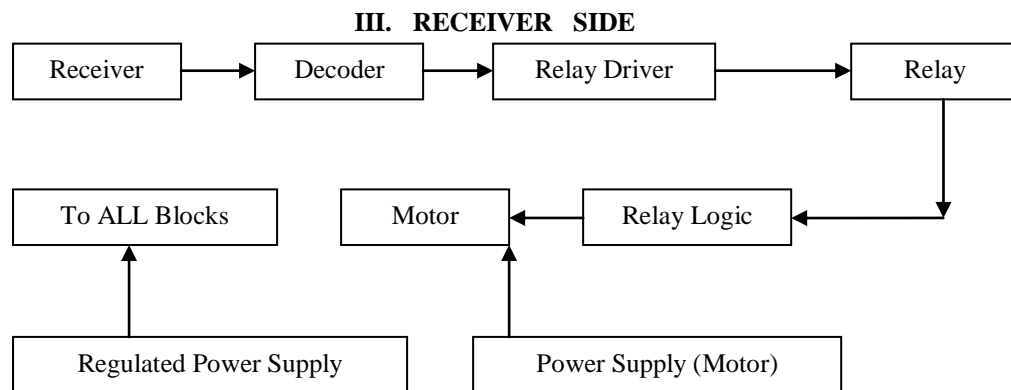 III. RECEIVER SIDE
Receiver
Decoder
Relay Driver
Relay
To ALL Blocks
Motor
Relay Logic
Regulated Power Supply
Power Supply (Motor)